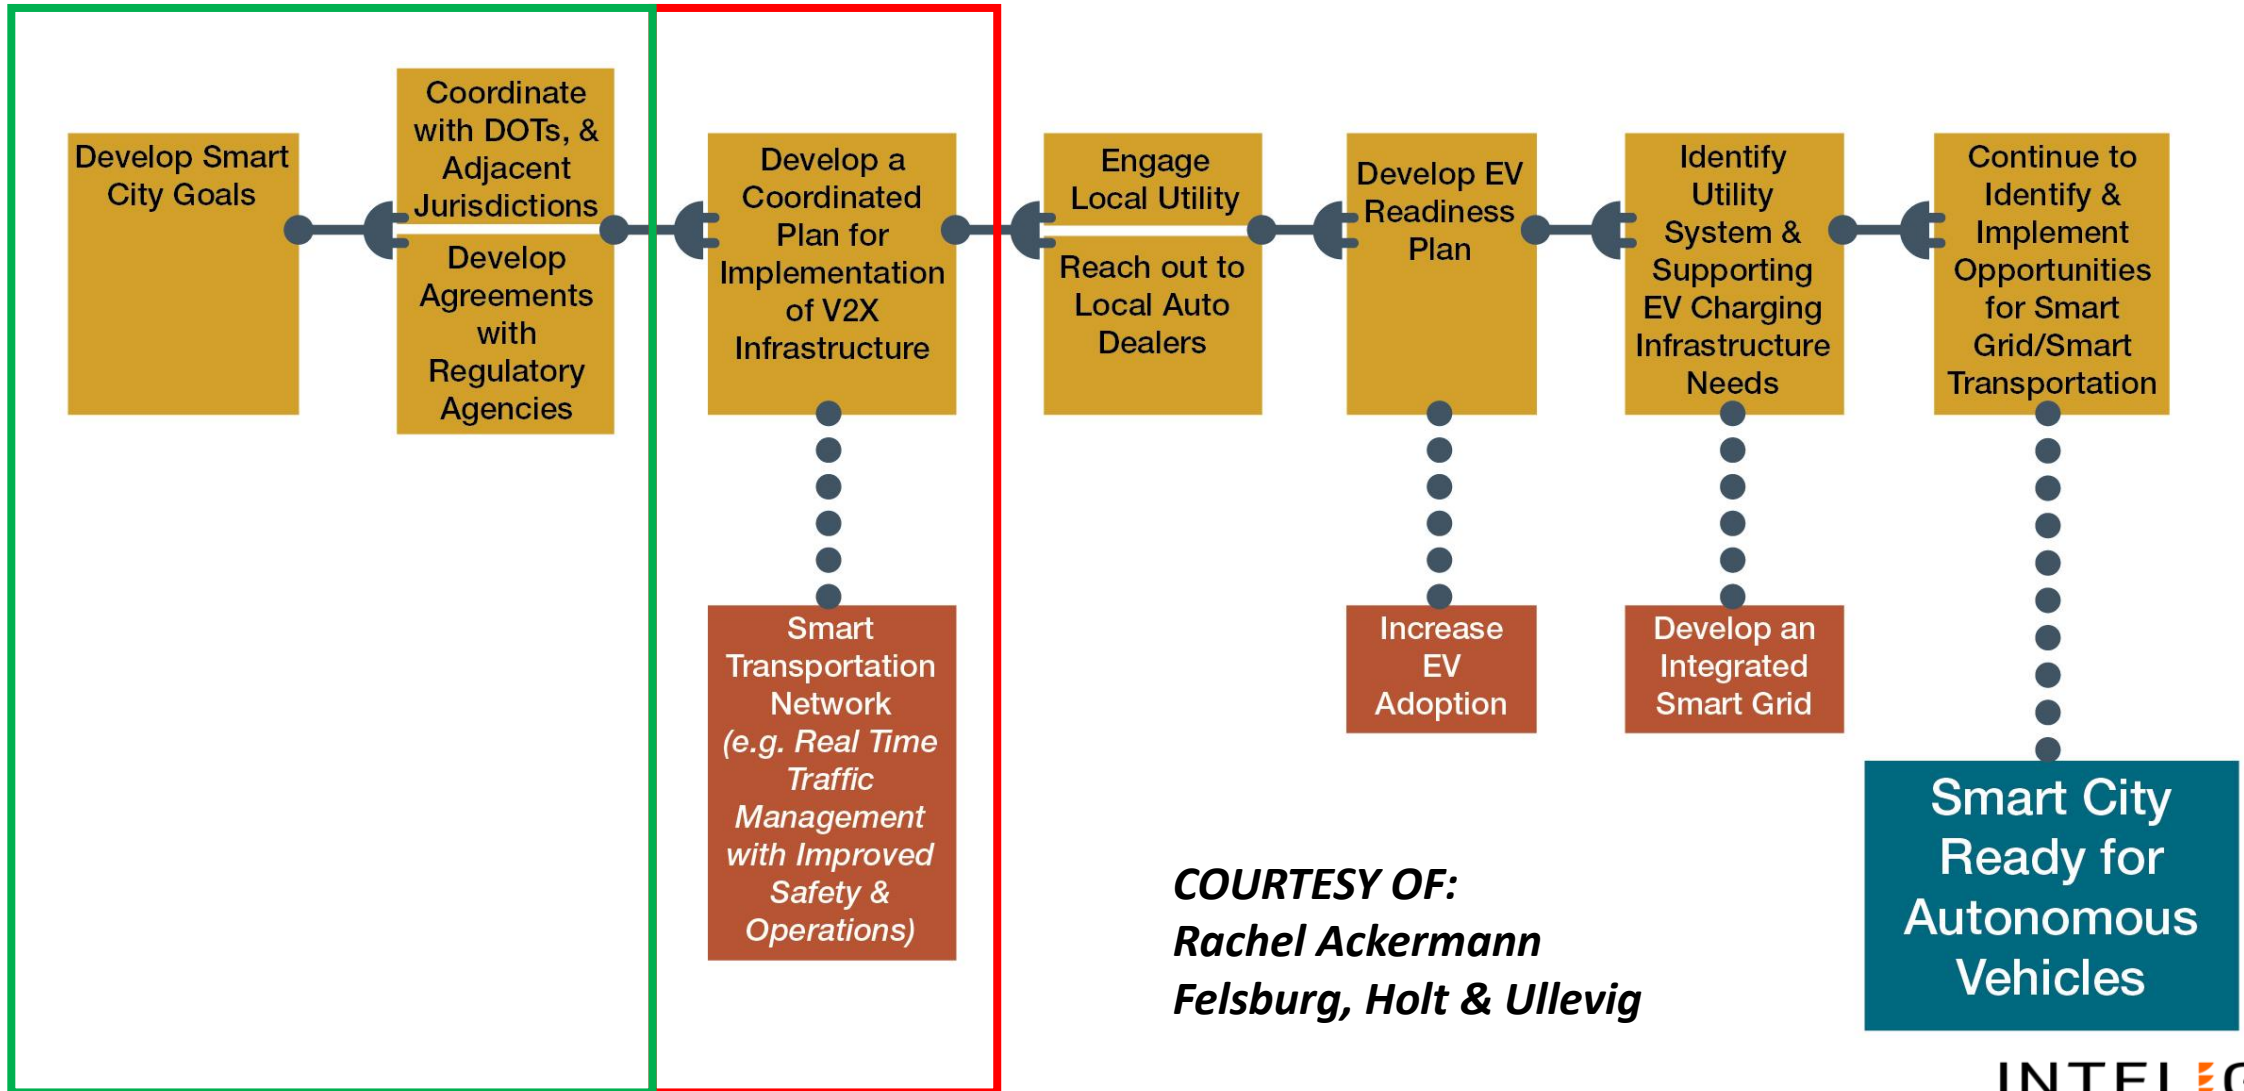 Develop Smart
City Goals
Coordinate
with DOTs, &
Adjacent
Jurisdictions
Develop
Agreements
with
Regulatory
Agencies
Develop a
Coordinated
Plan for
Implementation
of V2X
Infrastructure
Engage
Local Utility
Reach out to
Local Auto
Dealers
Develop EV
Readiness
Plan
Identify
Utility
System &
Supporting
EV Charging
Infrastructure
Needs
Continue to
Identify &
Implement
Opportunities
for Smart
Grid/Smart
Transportation
Smart
Transportation
Network
(e.g. Real Time
Traffic
Management
with Improved
Safety &
Operations)
Increase
EV
Adoption
Develop an
Integrated
Smart Grid
Smart City
Ready for
Autonomous
Vehicles
COURTESY OF:
Rachel Ackermann
Felsburg, Holt & Ullevig